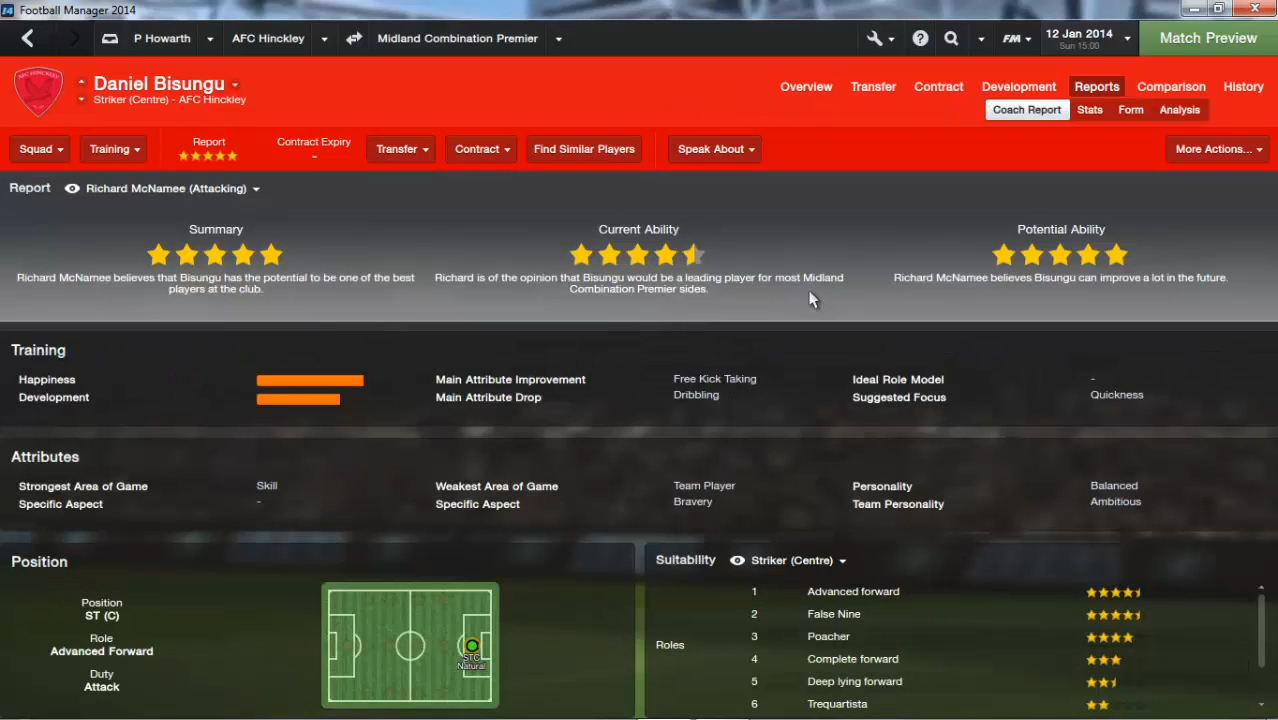 Football Manager 2014
P Howarth AFC Hinckley Midland Combination Premier FM 12 Jan 2014 Sun 15:00 Match Preview
Daniel Bisungu
Striker (Centre) - AFC Hinckley
Overview Transfer Contract Development Reports Comparison History
Coach Report Stats Form Analysis
Squad Training Report Contract Expiry - Transfer Contract Find Similar Players Speak About More Actions...
Report Richard McNamee (Attacking)
Summary
Richard McNamee believes that Bisungu has the potential to be one of the best
players at the club.
Current Ability
Richard is of the opinion that Bisungu would be a leading player for most Midland
Combination Premier sides.
Potential Ability
Richard McNamee believes Bisungu can improve a lot in the future.
Training
Happiness Main Attribute Improvement Free Kick Taking Ideal Role Model -
Development Main Attribute Drop Dribbling Suggested Focus Quickness
Attributes
Strongest Area of Game Skill Weakest Area of Game Team Player Personality Balanced
Specific Aspect - Specific Aspect Bravery Team Personality Ambitious
Position
Position
ST (C)
Role
Advanced Forward
Duty
Attack
STC
Natural
Suitability Striker (Centre)
Roles
1 Advanced forward
2 False Nine
3 Poacher
4 Complete forward
5 Deep lying forward
6 Trequartista